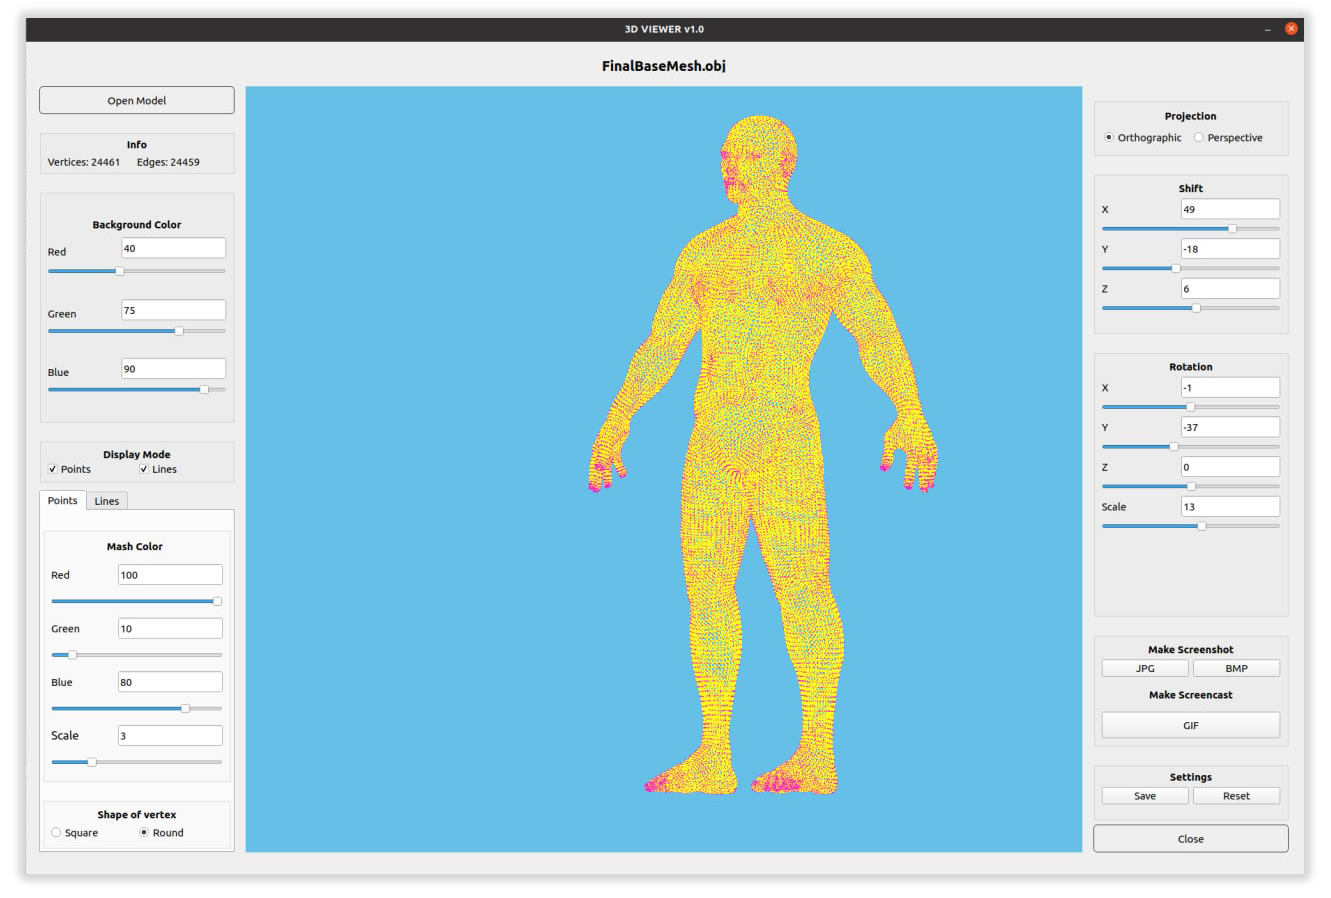 3D VIEWER v1.0
FinalBaseMesh.obj
Open Model
Info
Vertices: 24461 Edges: 24459
Background Color
Red 40
Green 75
Blue 90
Display Mode
Points Lines
Points Lines
Mash Color
Red 100
Green 10
Blue 80
Scale 3
Shape of vertex
Square Round
Projection
Orthographic Perspective
Shift
X 49
Y -18
Z 6
Rotation
X -1
Y -37
Z 0
Scale 13
Make Screenshot
JPG BMP
Make Screencast
GIF
Settings
Save Reset
Close